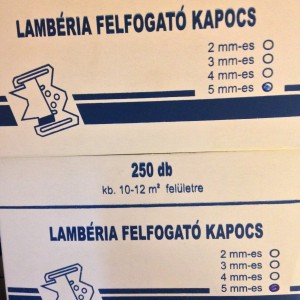 LAMBÉRIA FELFOGATÓ KAPOCS
2 mm-es
3 mm-es
4 mm-es
5 mm-es
250 db
kb. 10-12 m² felületre
LAMBÉRIA FELFOGATÓ KAPOCS
2 mm-es
3 mm-es
4 mm-es
5 mm-es